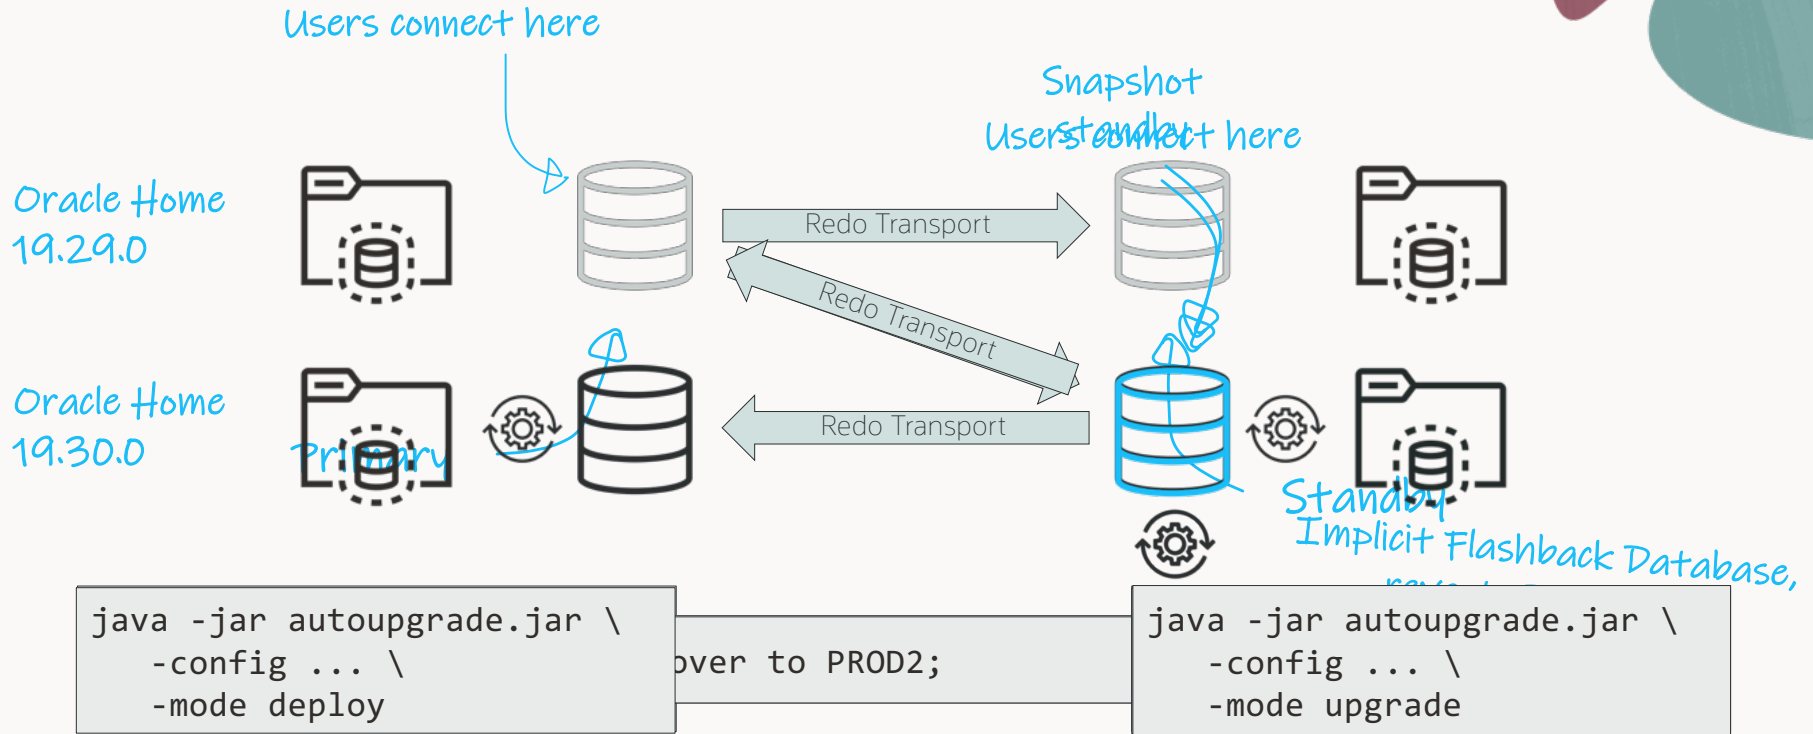 Users connect here
Snapshot
standby
Users connect here
Oracle Home
19.29.0
Redo Transport
Redo Transport
Oracle Home
19.30.0
Primary
Redo Transport
Standby
Implicit Flashback Database,
java -jar autoupgrade.jar \
-config ... \
-mode deploy
over to PROD2;
java -jar autoupgrade.jar \
-config ... \
-mode upgrade